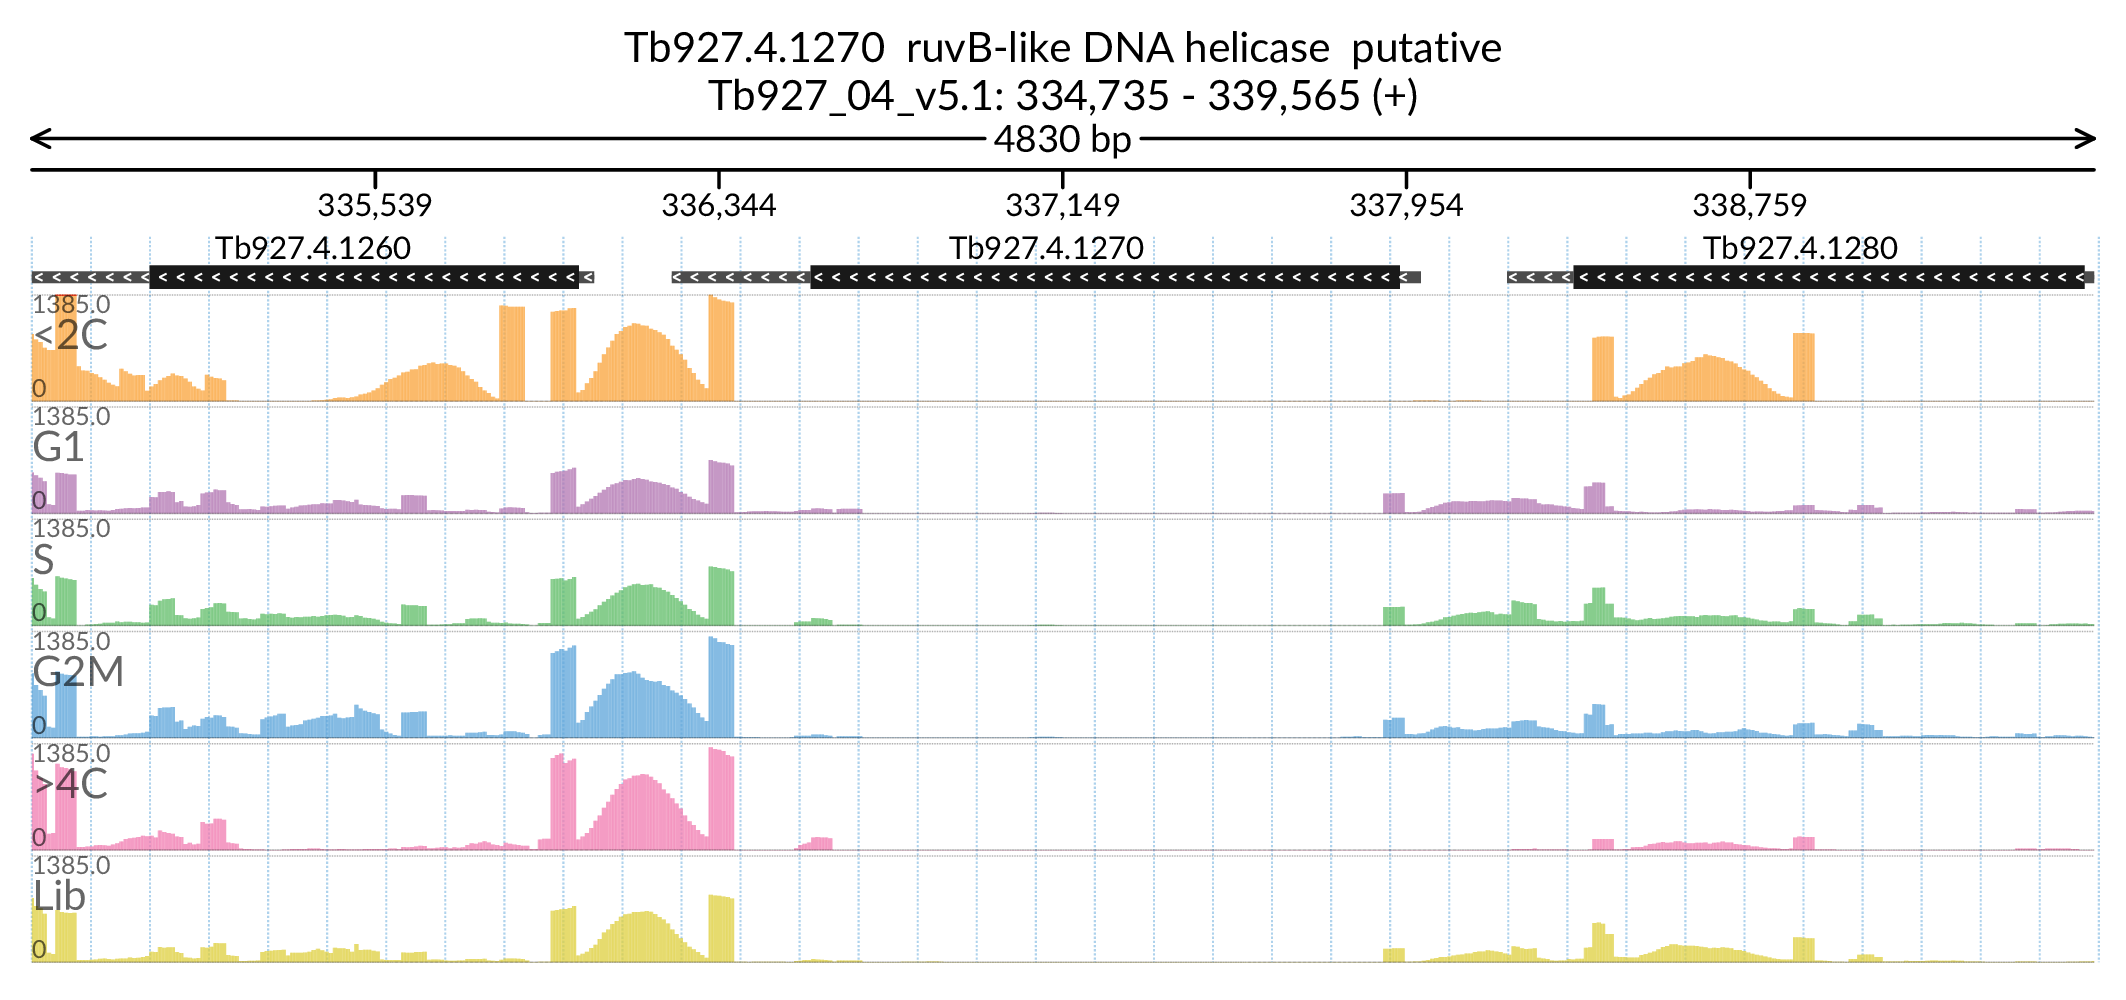 Tb927.4.1270 ruvB-like DNA helicase putative
Tb927_04_v5.1: 334,735 - 339,565 (+)
4830 bp
335,539 336,344 337,149 337,954 338,759
Tb927.4.1260 Tb927.4.1270 Tb927.4.1280
1385.0
<2C
0
1385.0
G1
0
1385.0
S
0
1385.0
G2M
0
1385.0
>4C
0
1385.0
Lib
0